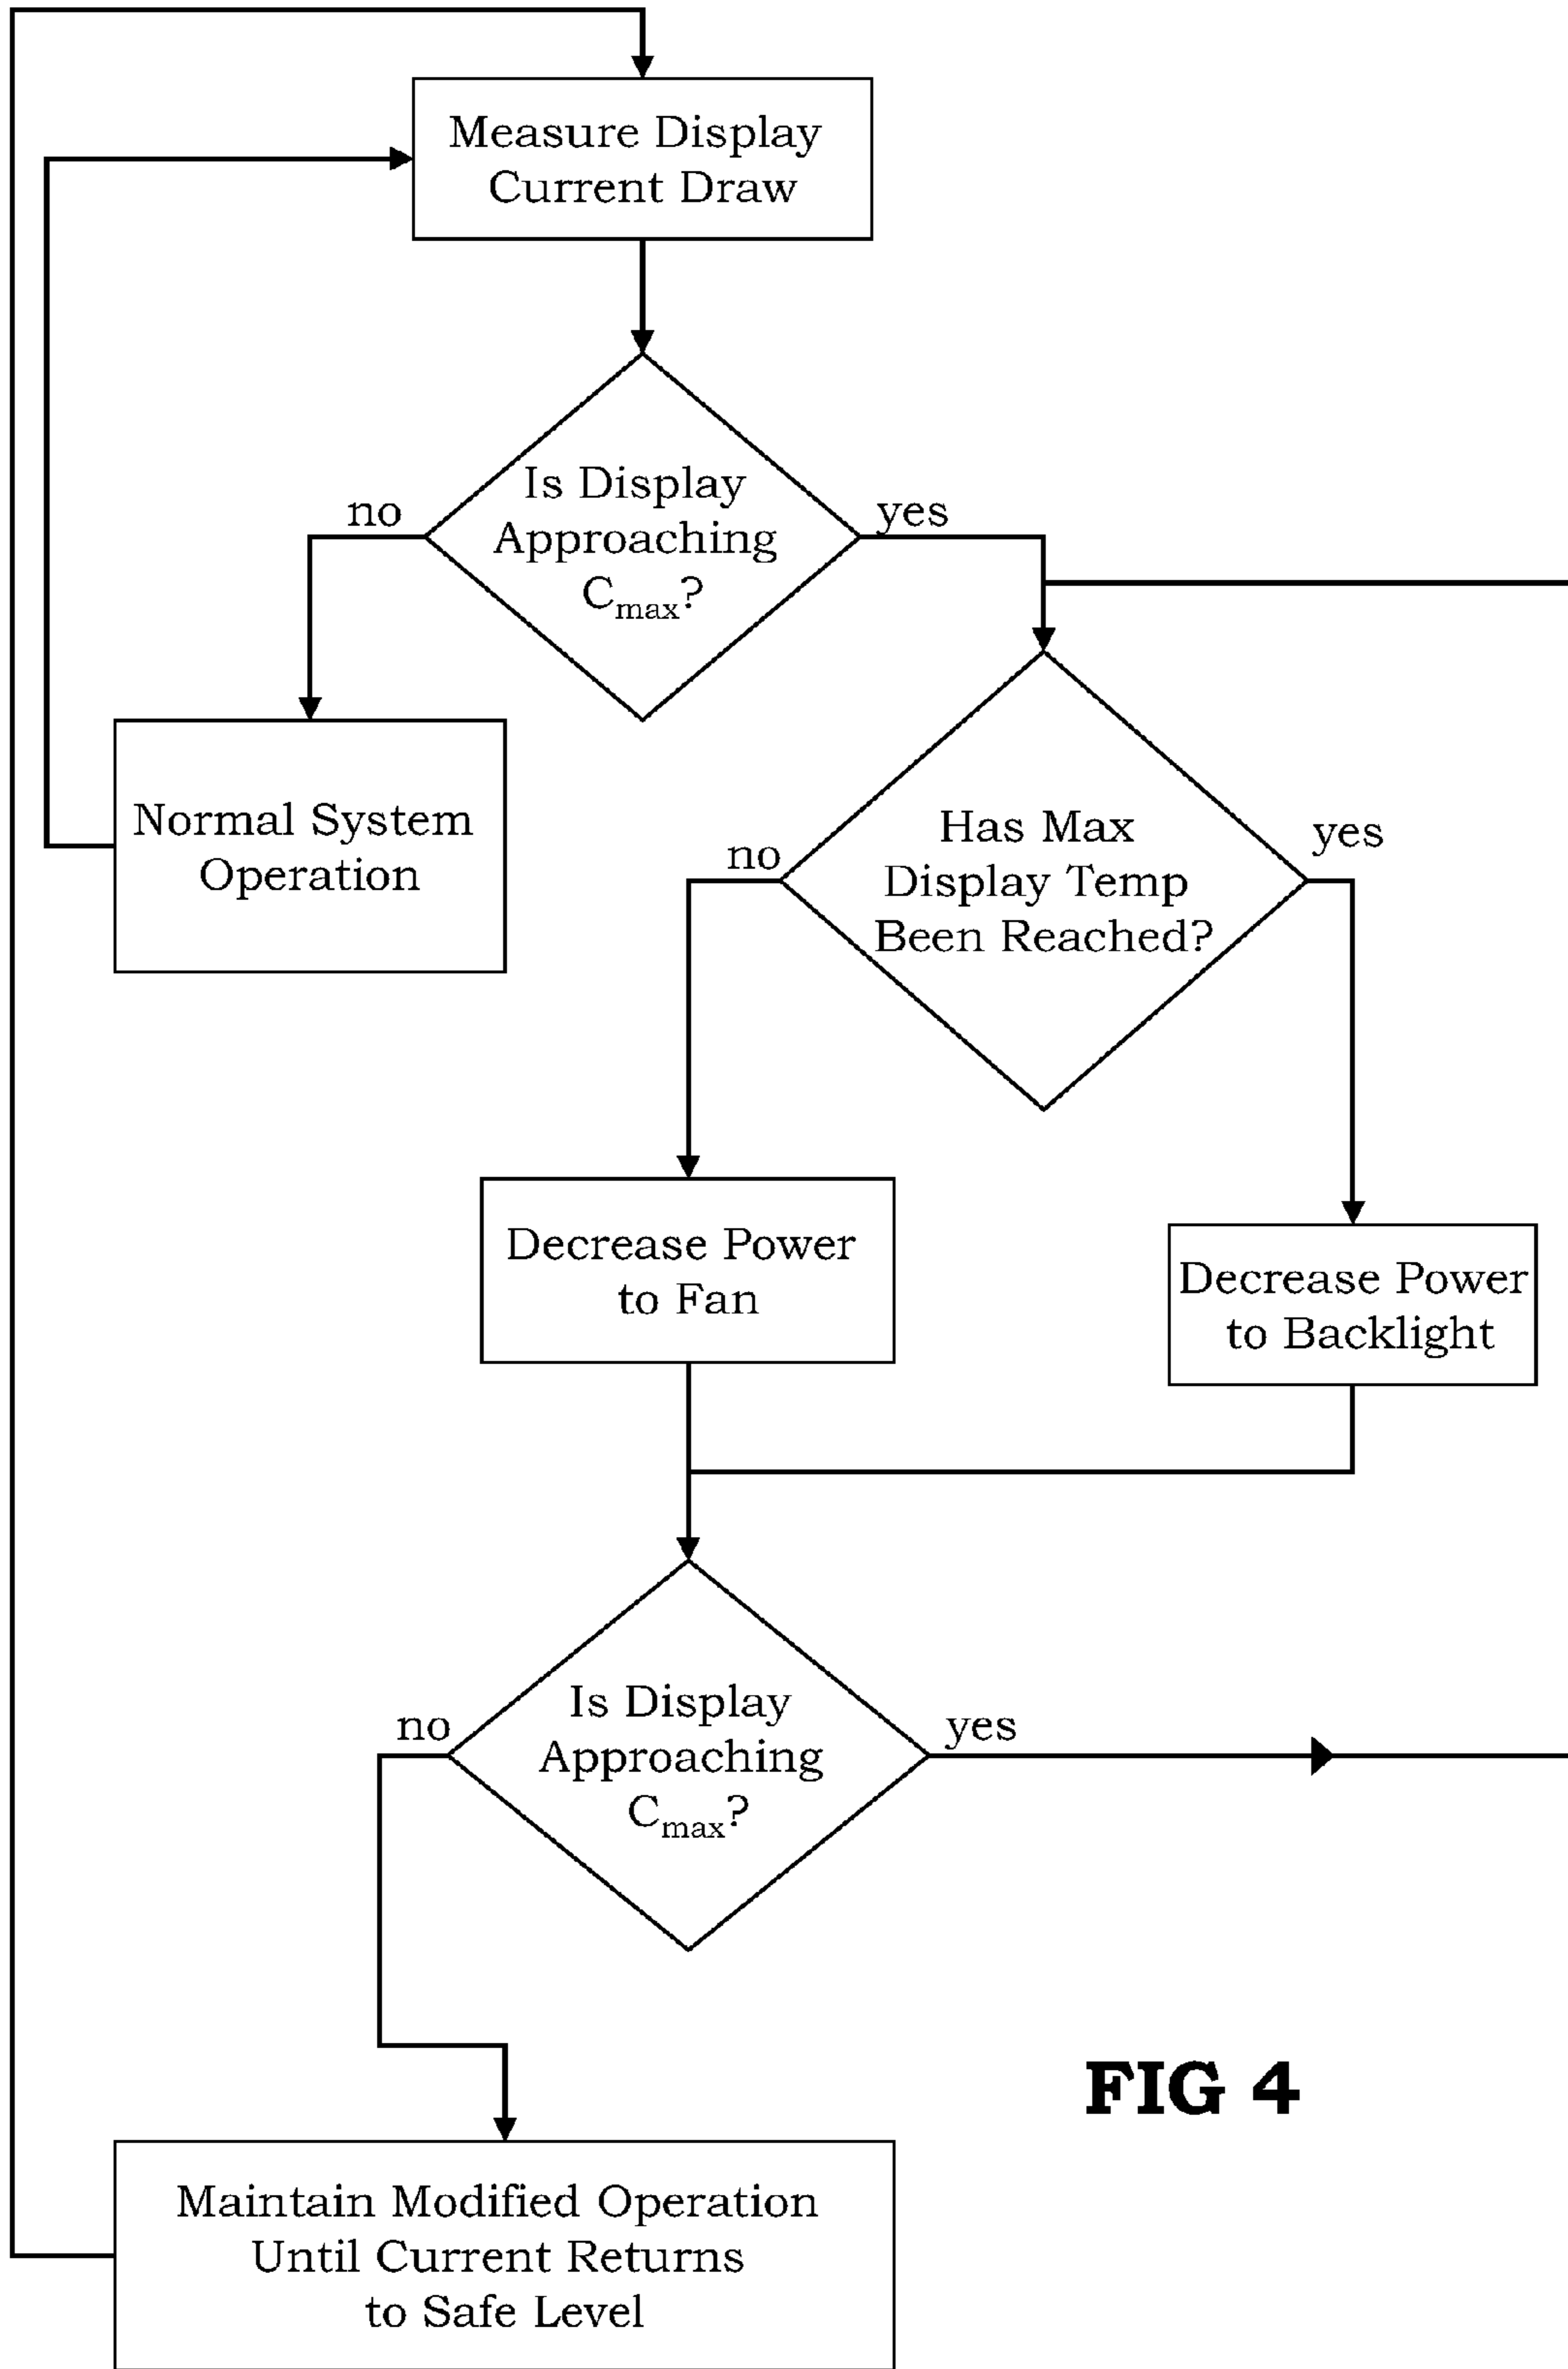 Measure Display
Current Draw
Is Display
Approaching
Cmax?
no
yes
Normal System
Operation
Has Max
Display Temp
Been Reached?
no
yes
Decrease Power
to Fan
Decrease Power
to Backlight
Is Display
Approaching
Cmax?
no
yes
Maintain Modified Operation
Until Current Returns
to Safe Level
FIG 4